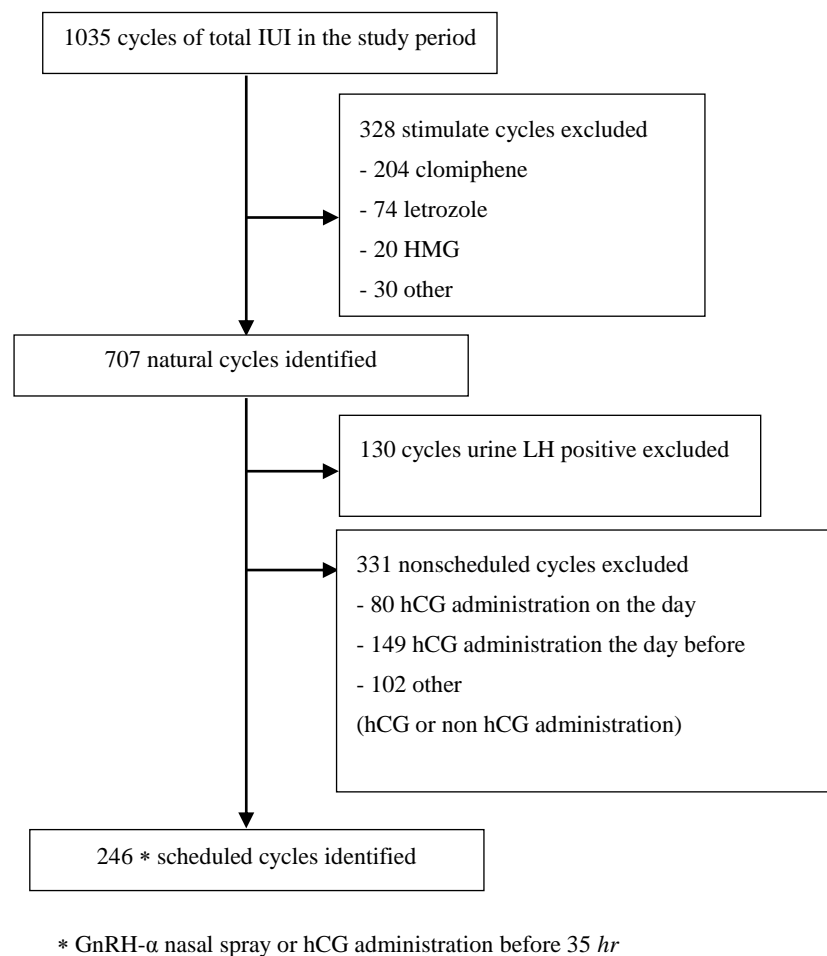 1035 cycles of total IUI in the study period
328 stimulate cycles excluded
- 204 clomiphene
- 74 letrozole
- 20 HMG
- 30 other
707 natural cycles identified
130 cycles urine LH positive excluded
331 nonscheduled cycles excluded
- 80 hCG administration on the day
- 149 hCG administration the day before
- 102 other
(hCG or non hCG administration)
246 * scheduled cycles identified
* GnRH-α nasal spray or hCG administration before 35 hr